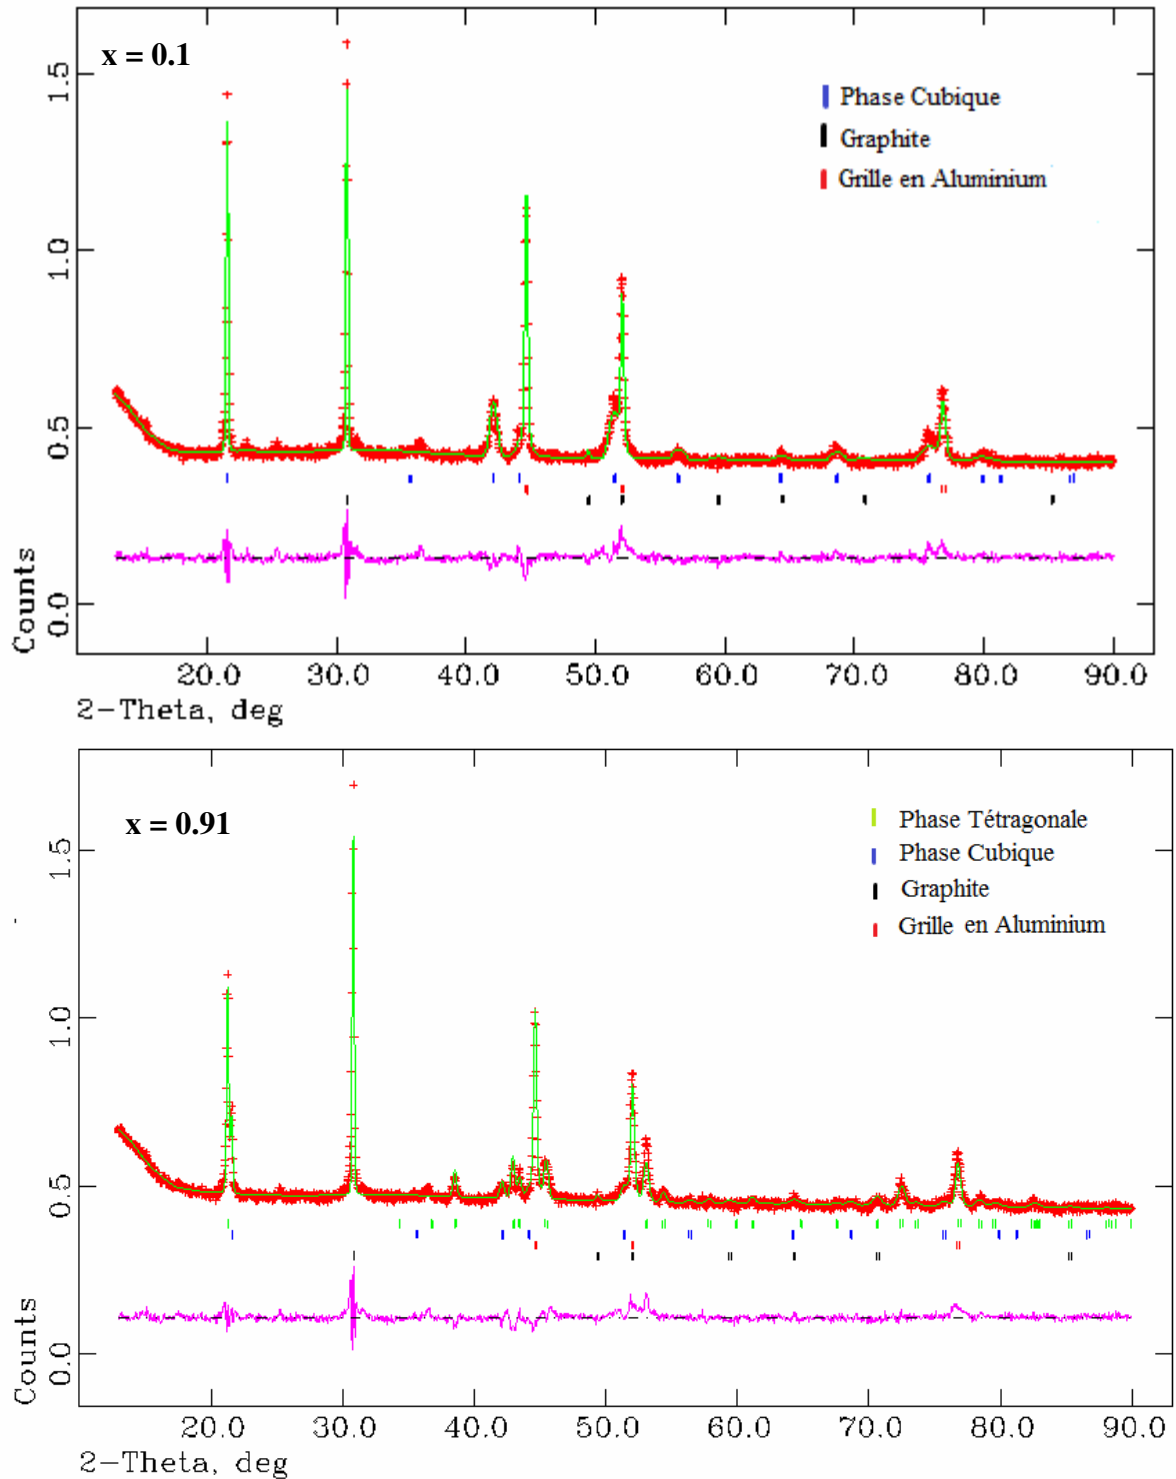 x = 0.1
Phase Cubique
Graphite
Grille en Aluminium
1.5
1.0
0.5
0.0
Counts
20.0 30.0 40.0 50.0 60.0 70.0 80.0 90.0
2-Theta, deg
x = 0.91
Phase Tétragonale
Phase Cubique
Graphite
Grille en Aluminium
1.5
1.0
0.5
0.0
Counts
20.0 30.0 40.0 50.0 60.0 70.0 80.0 90.0
2-Theta, deg